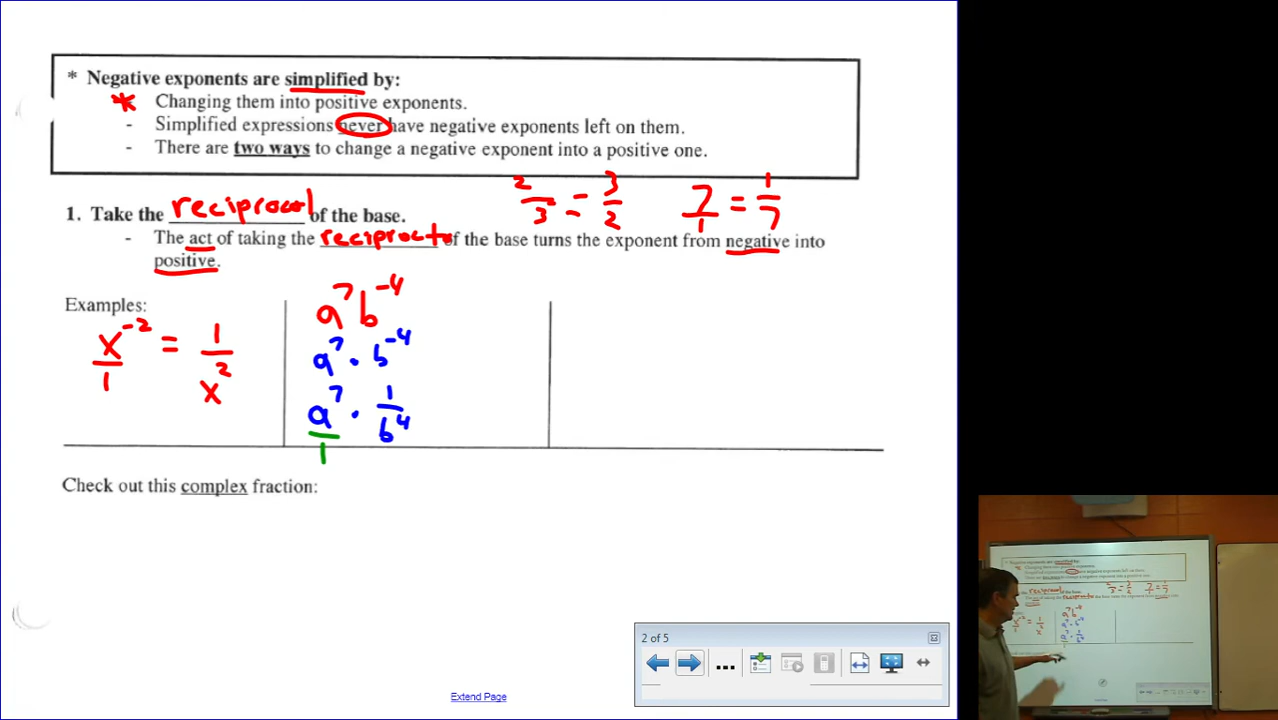 * Negative exponents are simplified by:
* Changing them into positive exponents.
- Simplified expressions never have negative exponents left on them.
- There are two ways to change a negative exponent into a positive one.
2/3 = 3/2 7/1 = 1/7
1. Take the reciprocal of the base.
- The act of taking the reciprocal of the base turns the exponent from negative into
positive.
Examples:
x^-2/1 = 1/x^2
a^7 b^-4
a^7 · b^-4
a^7/1 · 1/b^4
Check out this complex fraction:
2 of 5
Extend Page